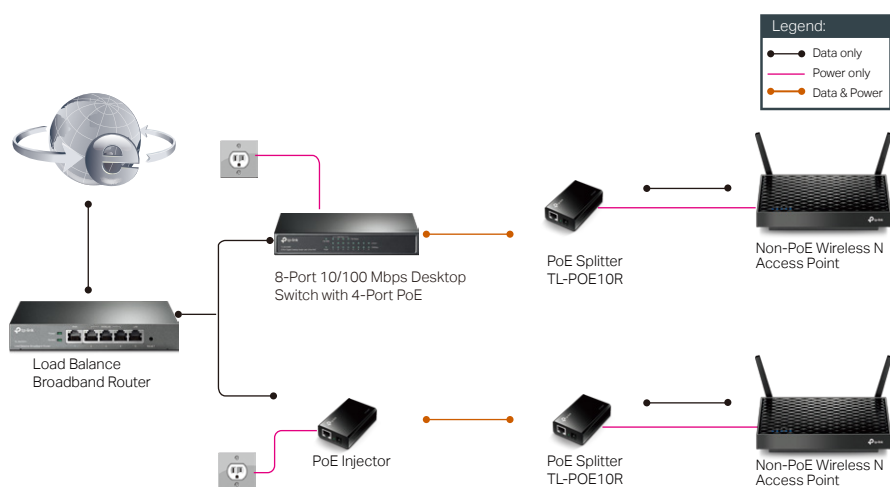 Legend:
Data only
Power only
Data & Power
8-Port 10/100 Mbps Desktop
Switch with 4-Port PoE
PoE Splitter
TL-POE10R
Non-PoE Wireless N
Access Point
Load Balance
Broadband Router
PoE Injector
PoE Splitter
TL-POE10R
Non-PoE Wireless N
Access Point